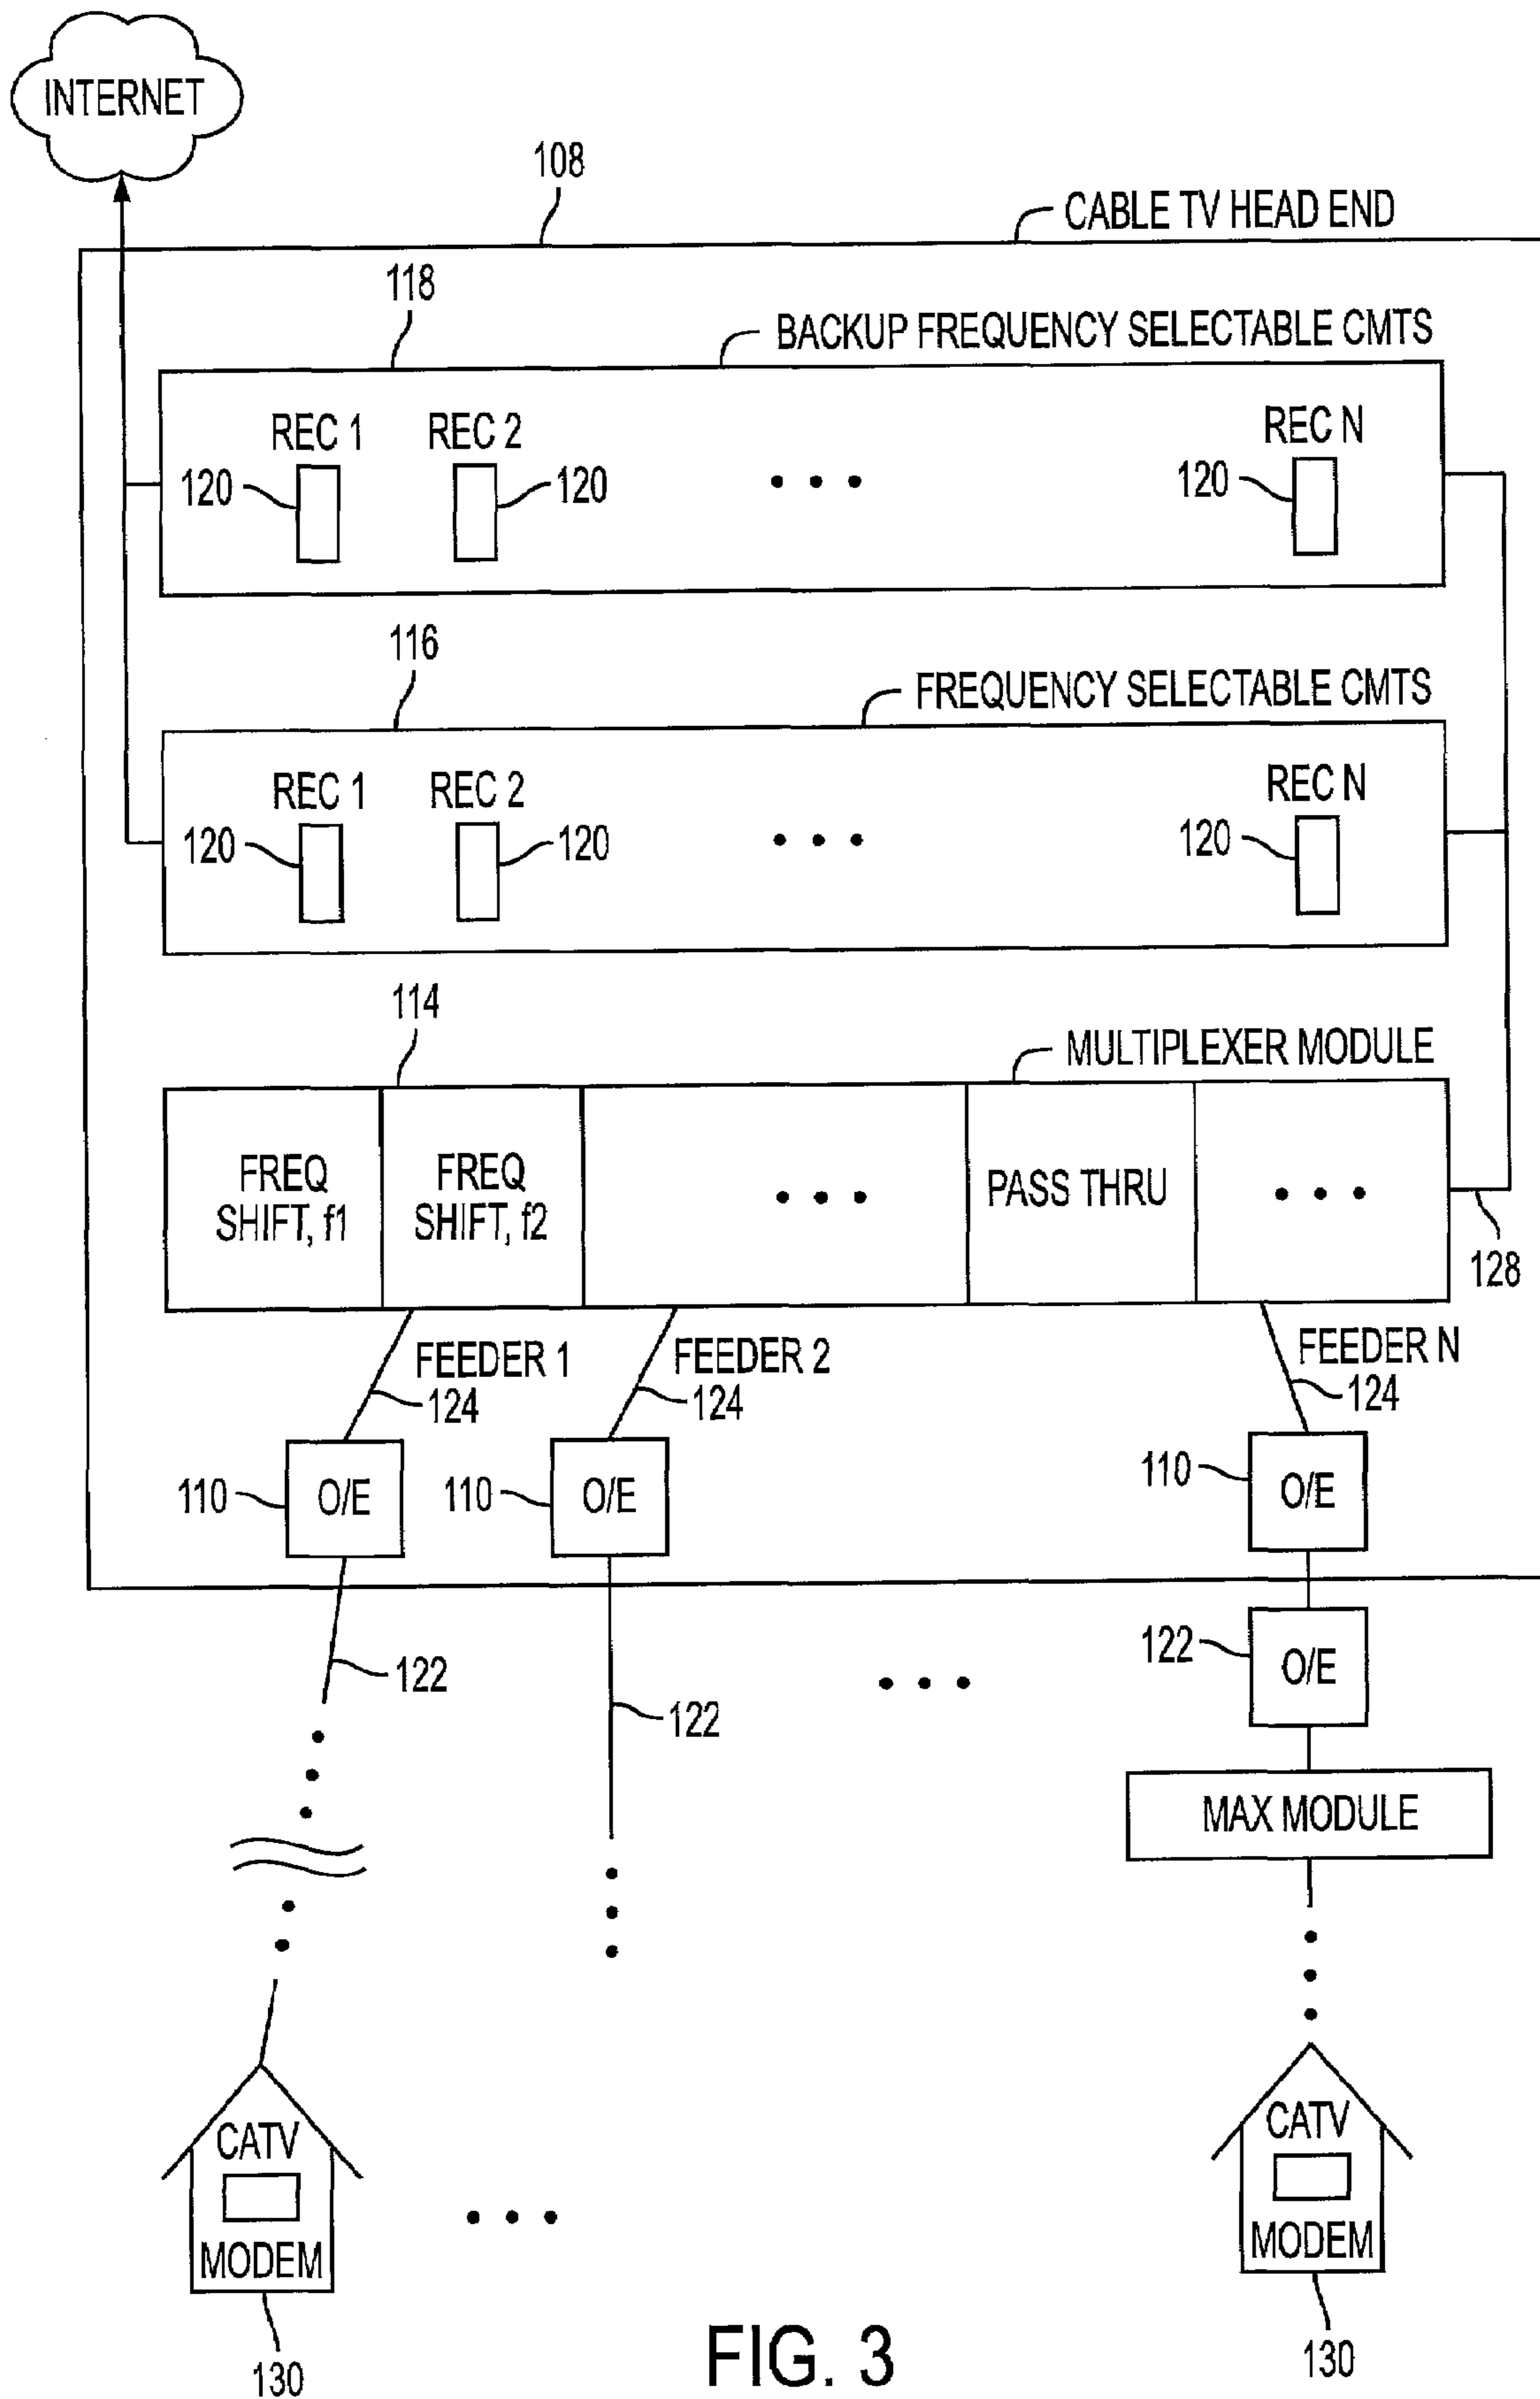 INTERNET
108
CABLE TV HEAD END
118
BACKUP FREQUENCY SELECTABLE CMTS
REC 1
REC 2
REC N
120
120
120
116
FREQUENCY SELECTABLE CMTS
REC 1
REC 2
REC N
120
120
120
114
MULTIPLEXER MODULE
FREQ
SHIFT, f1
FREQ
SHIFT, f2
PASS THRU
128
FEEDER 1
124
FEEDER 2
124
FEEDER N
124
110
O/E
110
O/E
110
O/E
122
122
122
O/E
MAX MODULE
CATV
MODEM
130
CATV
MODEM
130
FIG. 3